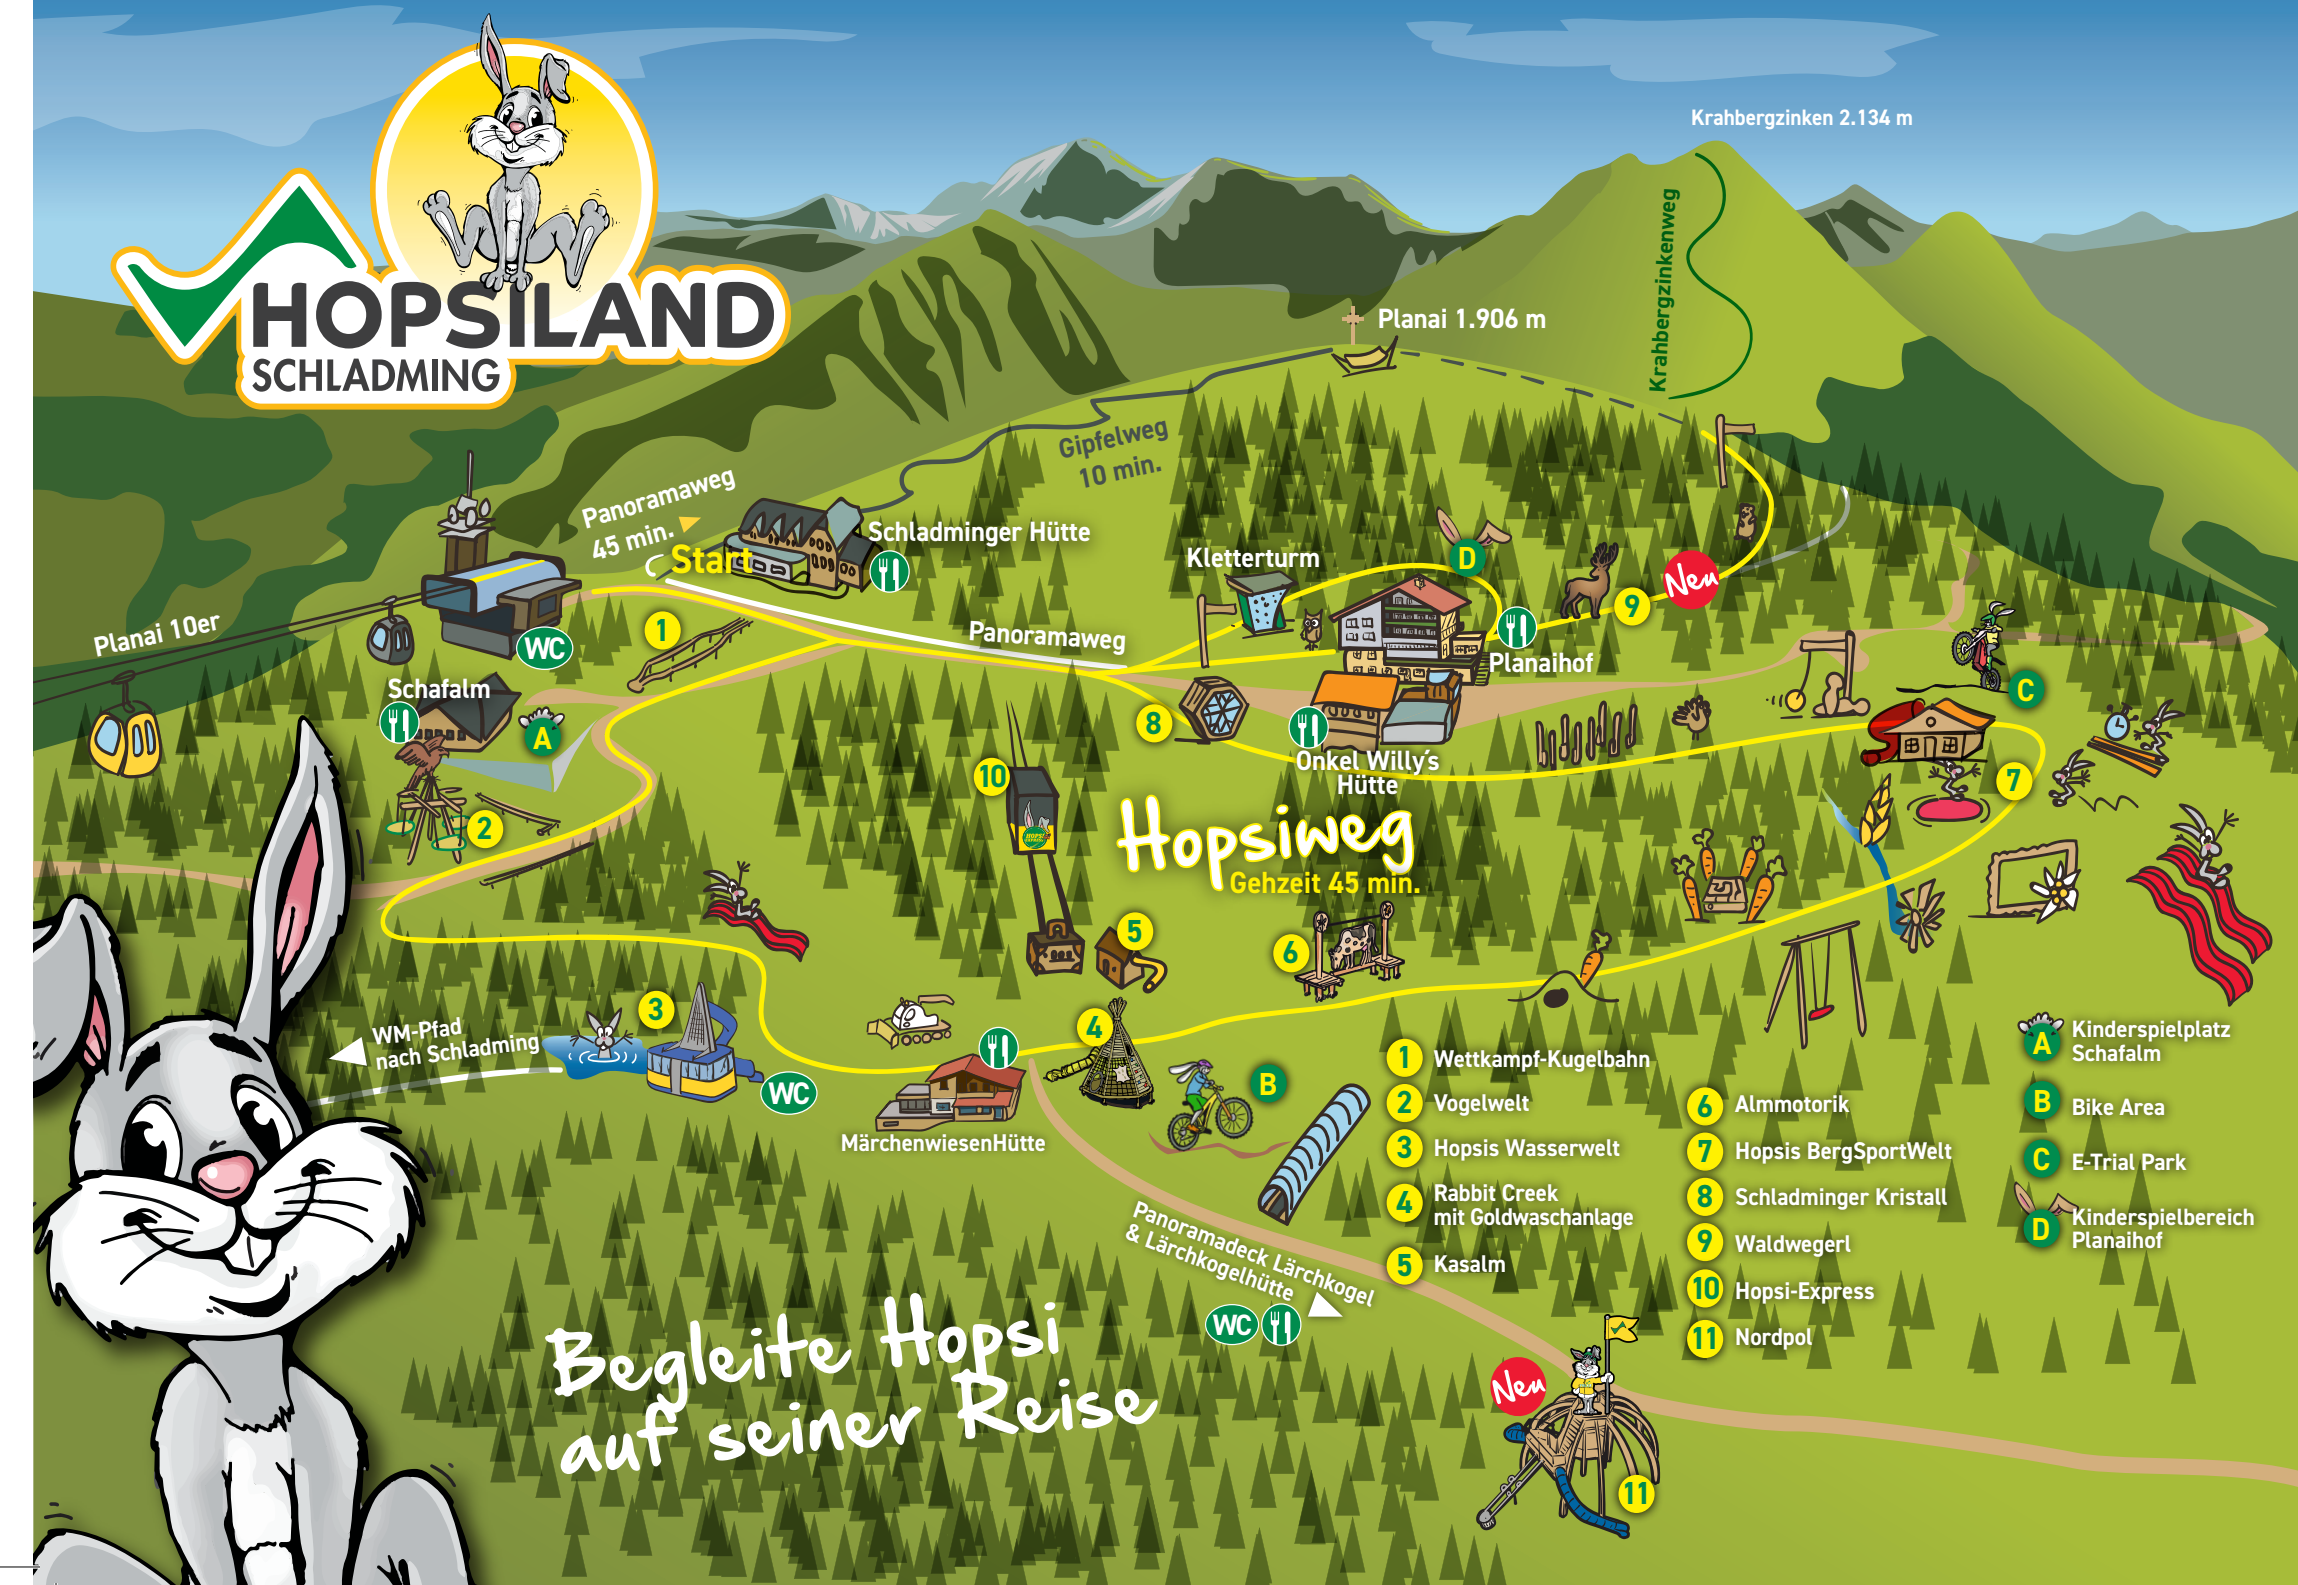 Krahbergzinken 2.134 m
Krahbergzinkenweg
HOPSILAND
SCHLADMING
Planai 1.906 m
Gipfelweg
10 min.
Panoramaweg
45 min.
Start
Schladminger Hütte
Kletterturm
D
Neu
9
Planai 10er
WC
1
Panoramaweg
Planaihof
Schafalm
A
8
C
Onkel Willy's
Hütte
10
7
2
Hopsiweg
Gehzeit 45 min.
5
6
3
4
WM-Pfad
nach Schladming
WC
MärchenwiesenHütte
B
Panoramadeck Lärchkogel
& Lärchkogelhütte
WC
1 Wettkampf-Kugelbahn
2 Vogelwelt
3 Hopsis Wasserwelt
4 Rabbit Creek
mit Goldwaschanlage
5 Kasalm
6 Almmotorik
7 Hopsis BergSportWelt
8 Schladminger Kristall
9 Waldwegerl
10 Hopsi-Express
11 Nordpol
A Kinderspielplatz
Schafalm
B Bike Area
C E-Trial Park
D Kinderspielbereich
Planaihof
Begleite Hopsi
auf seiner Reise
Neu
11